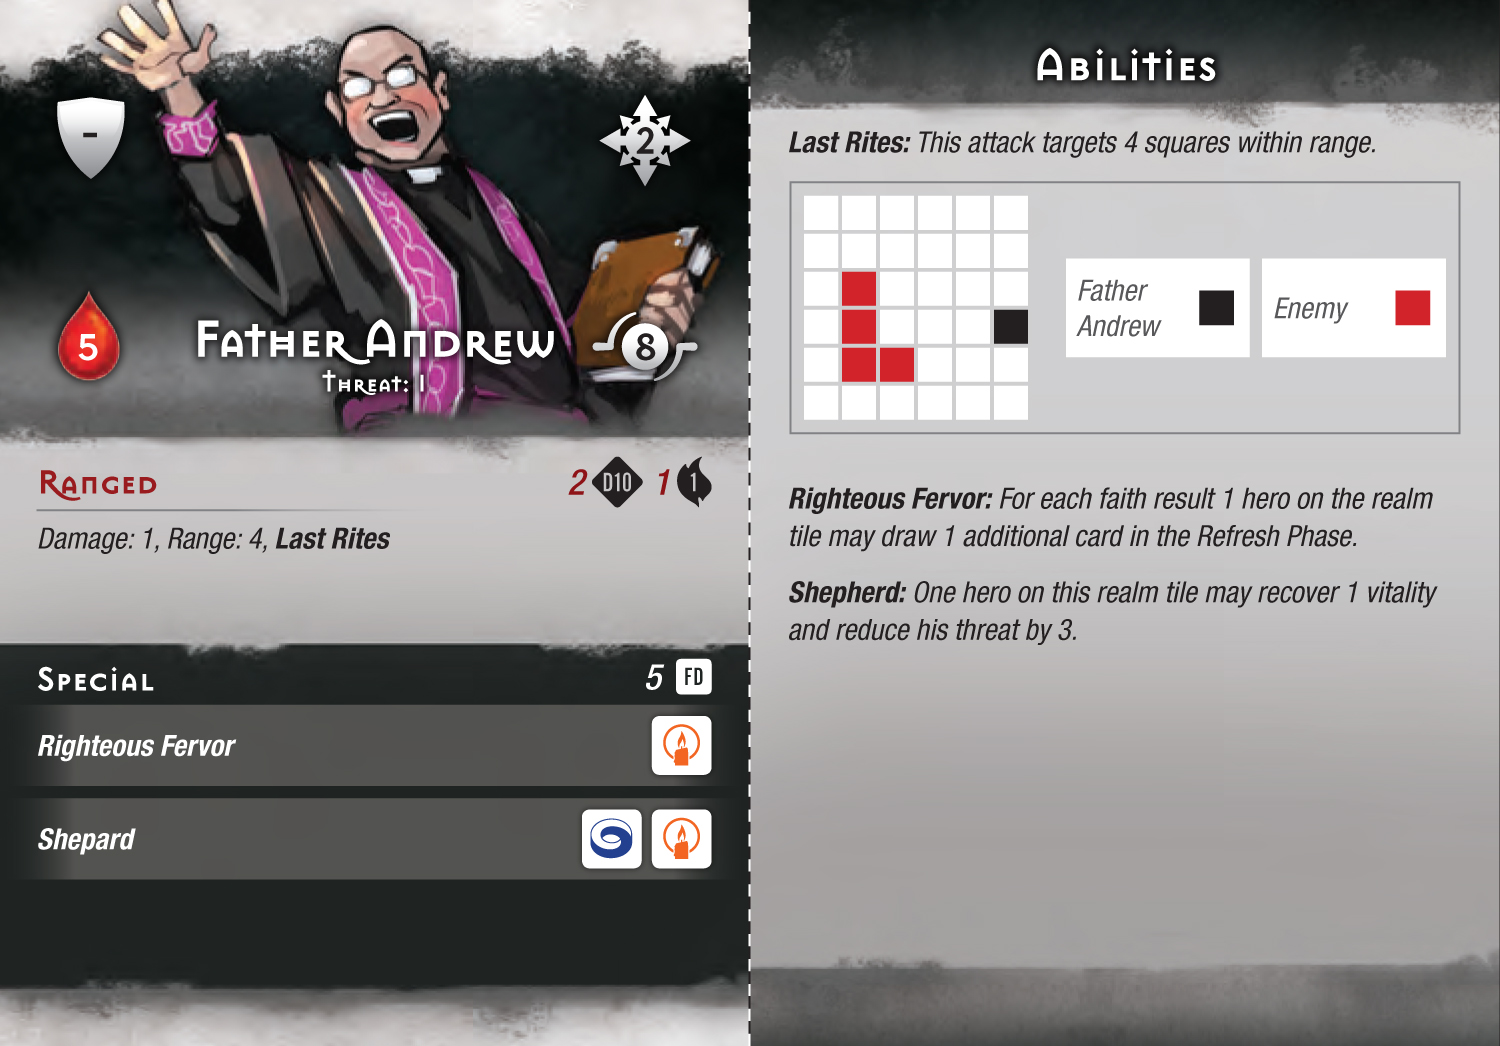 -
2
5
Father Andrew
8
Threat: 1
Ranged 2 D10 1 1
Damage: 1, Range: 4, Last Rites
Special 5 FD
Righteous Fervor
Shepard
Abilities
Last Rites: This attack targets 4 squares within range.
Father
Andrew
Enemy
Righteous Fervor: For each faith result 1 hero on the realm
tile may draw 1 additional card in the Refresh Phase.
Shepherd: One hero on this realm tile may recover 1 vitality
and reduce his threat by 3.